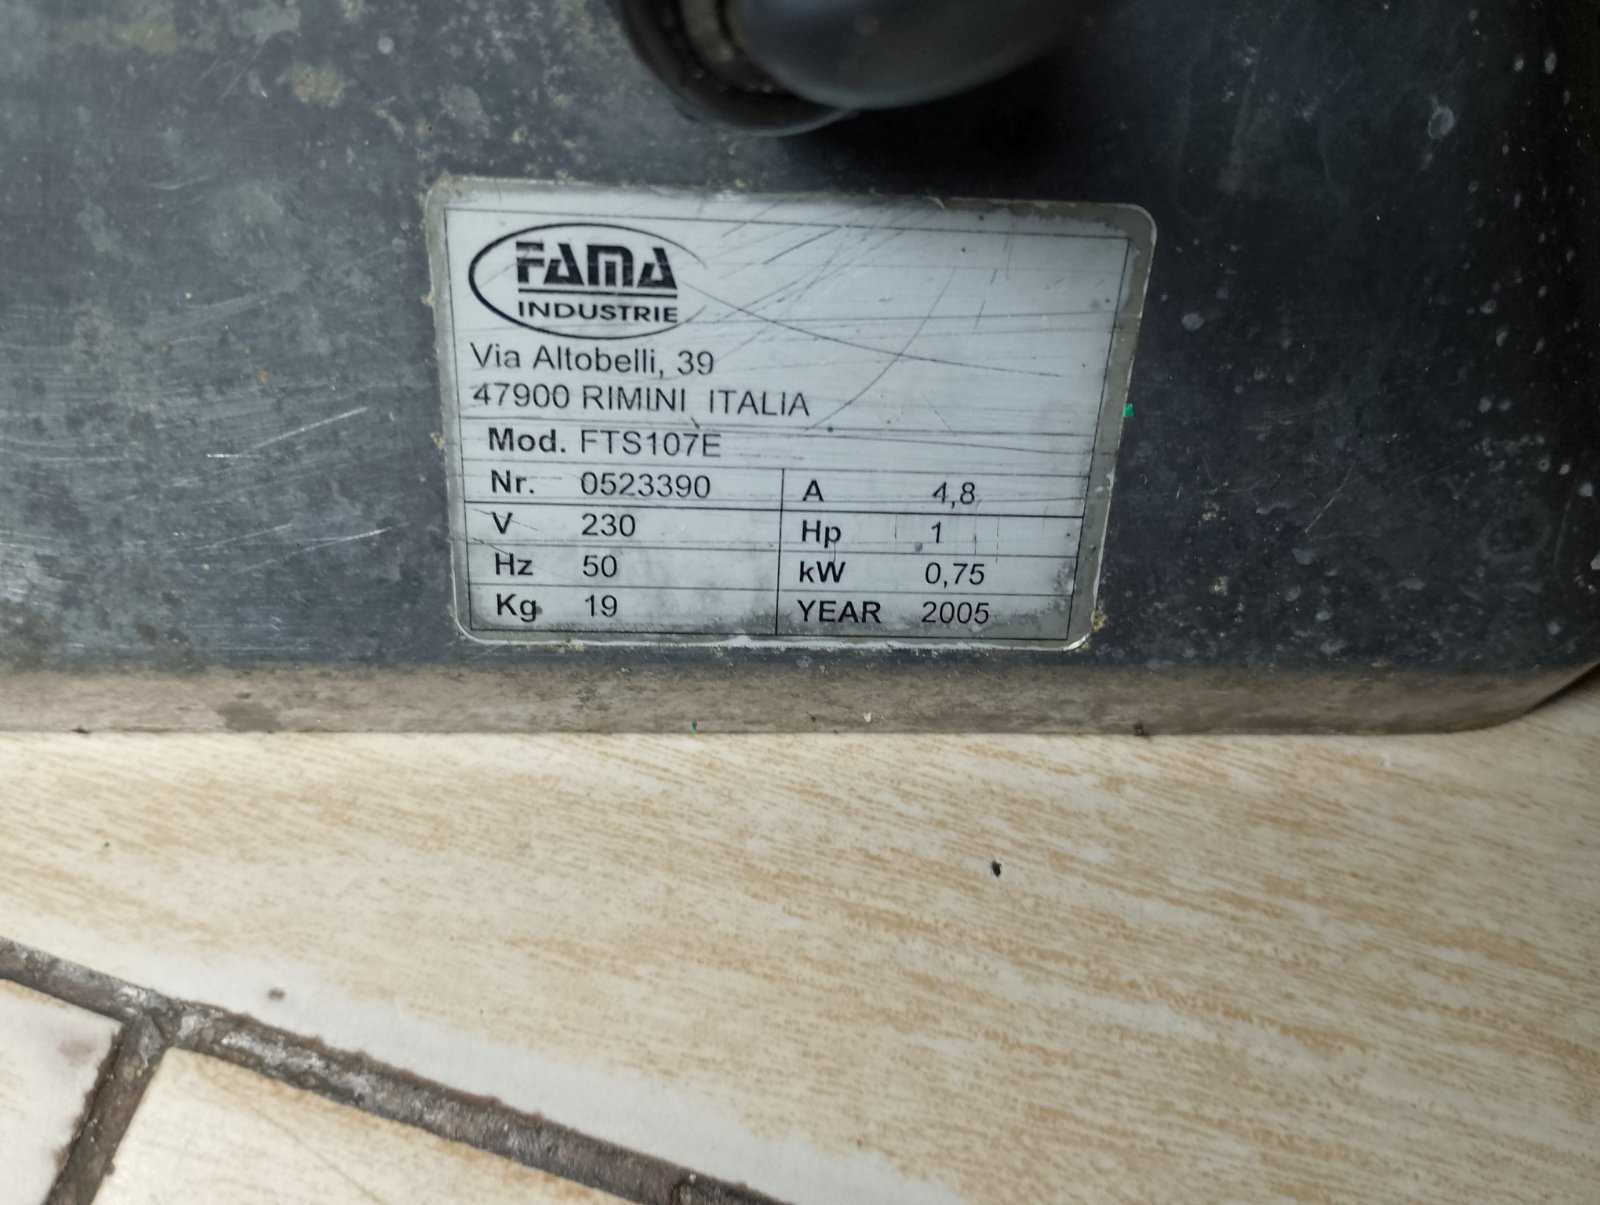 FAMA
INDUSTRIE
Via Altobelli, 39
47900 RIMINI ITALIA
Mod. FTS107E
Nr. 0523390 A 4,8
V 230 Hp 1
Hz 50 kW 0,75
Kg 19 YEAR 2005